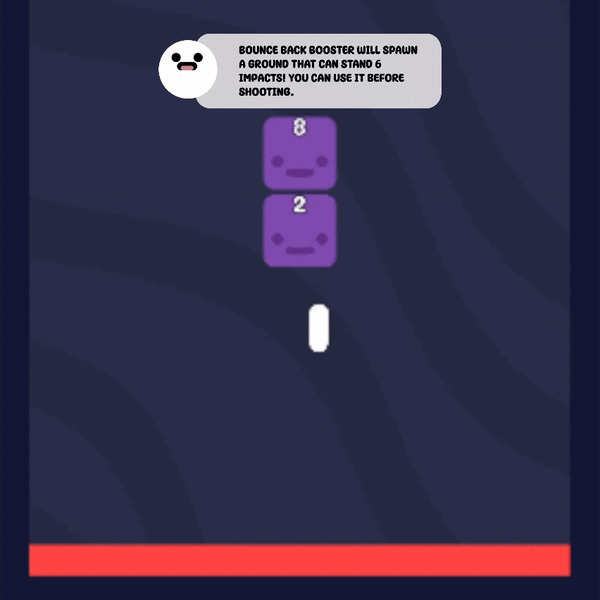 BOUNCE BACK BOOSTER WILL SPAWN
A GROUND THAT CAN STAND 6
IMPACTS! YOU CAN USE IT BEFORE
SHOOTING.
8
2